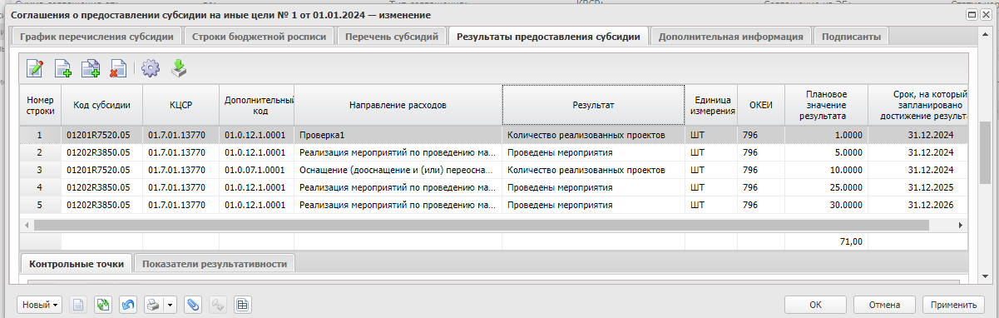 Соглашения о предоставлении субсидии на иные цели № 1 от 01.01.2024 — изменение
График перечисления субсидии Строки бюджетной росписи Перечень субсидий Результаты предоставления субсидии Дополнительная информация Подписанты
Номер строки Код субсидии КЦСР Дополнительный код Направление расходов Результат Единица измерения ОКЕИ Плановое значение результата Срок, на который запланировано достижение результ
1 01201R7520.05 01.7.01.13770 01.0.12.1.0001 Проверка1 Количество реализованных проектов ШТ 796 1.0000 31.12.2024
2 01202R3850.05 01.7.01.13770 01.0.12.1.0001 Реализация мероприятий по проведению ма... Проведены мероприятия ШТ 796 5.0000 31.12.2024
3 01201R7520.05 01.7.01.13770 01.0.07.1.0001 Оснащение (дооснащение и (или) переосна... Количество реализованных проектов ШТ 796 10.0000 31.12.2024
4 01202R3850.05 01.7.01.13770 01.0.12.1.0001 Реализация мероприятий по проведению ма... Проведены мероприятия ШТ 796 25.0000 31.12.2025
5 01202R3850.05 01.7.01.13770 01.0.12.1.0001 Реализация мероприятий по проведению ма... Проведены мероприятия ШТ 796 30.0000 31.12.2026
71,00
Контрольные точки Показатели результативности
Новый ОК Отмена Применить